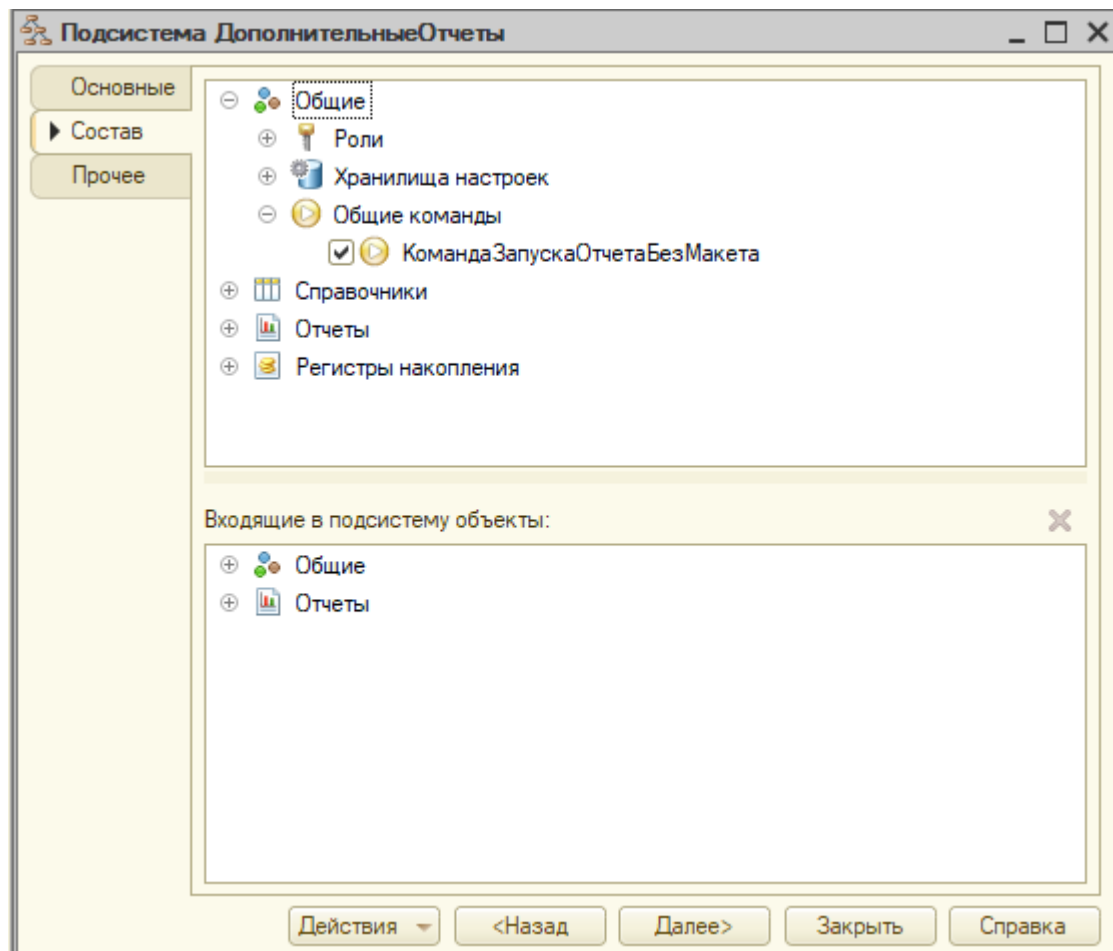 Подсистема ДополнительныеОтчеты
Основные
Состав
Прочее
Общие
Роли
Хранилища настроек
Общие команды
КомандаЗапускаОтчетаБезМакета
Справочники
Отчеты
Регистры накопления
Входящие в подсистему объекты:
Общие
Отчеты
Действия
<Назад
Далее>
Закрыть
Справка